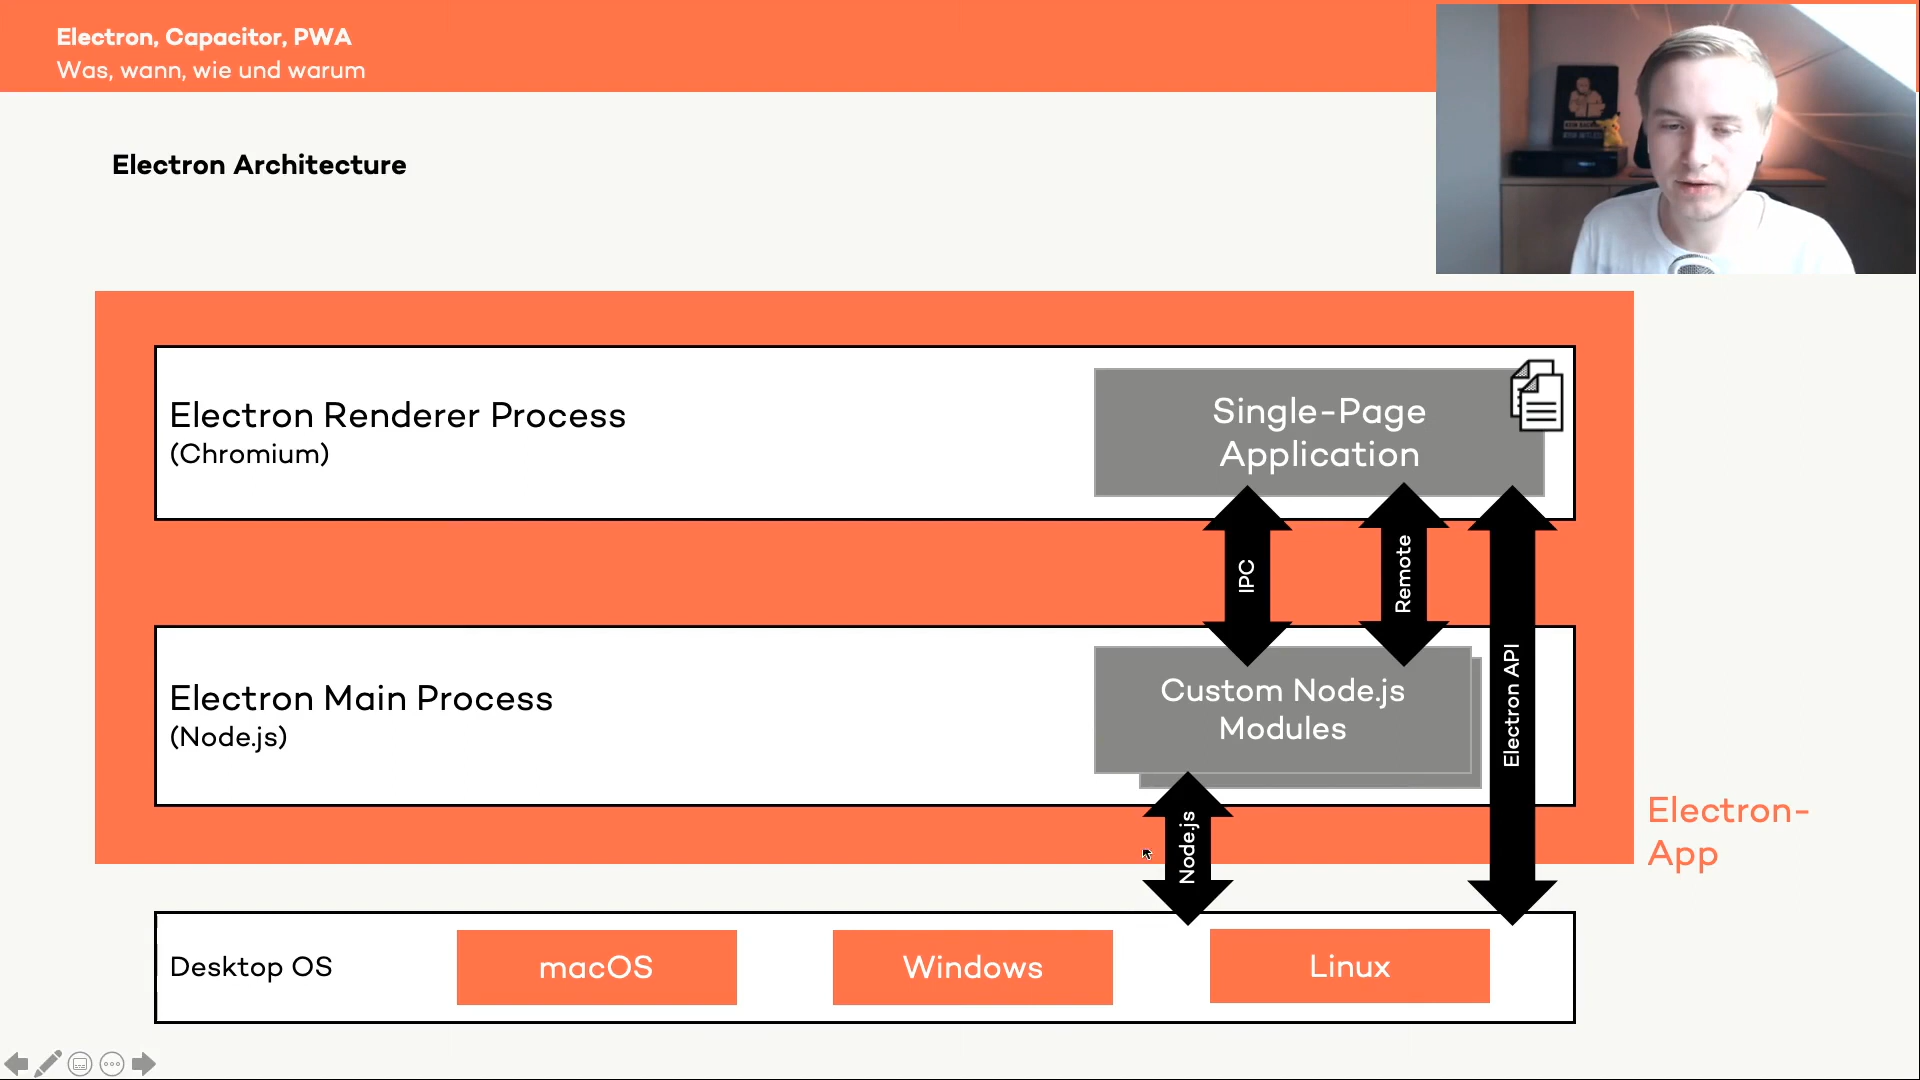 Electron, Capacitor, PWA
Was, wann, wie und warum
Electron Architecture
Electron Renderer Process
(Chromium)
Single-Page
Application
IPC
Remote
Electron API
Electron Main Process
(Node.js)
Custom Node.js
Modules
Node.js
Electron-
App
Desktop OS
macOS
Windows
Linux